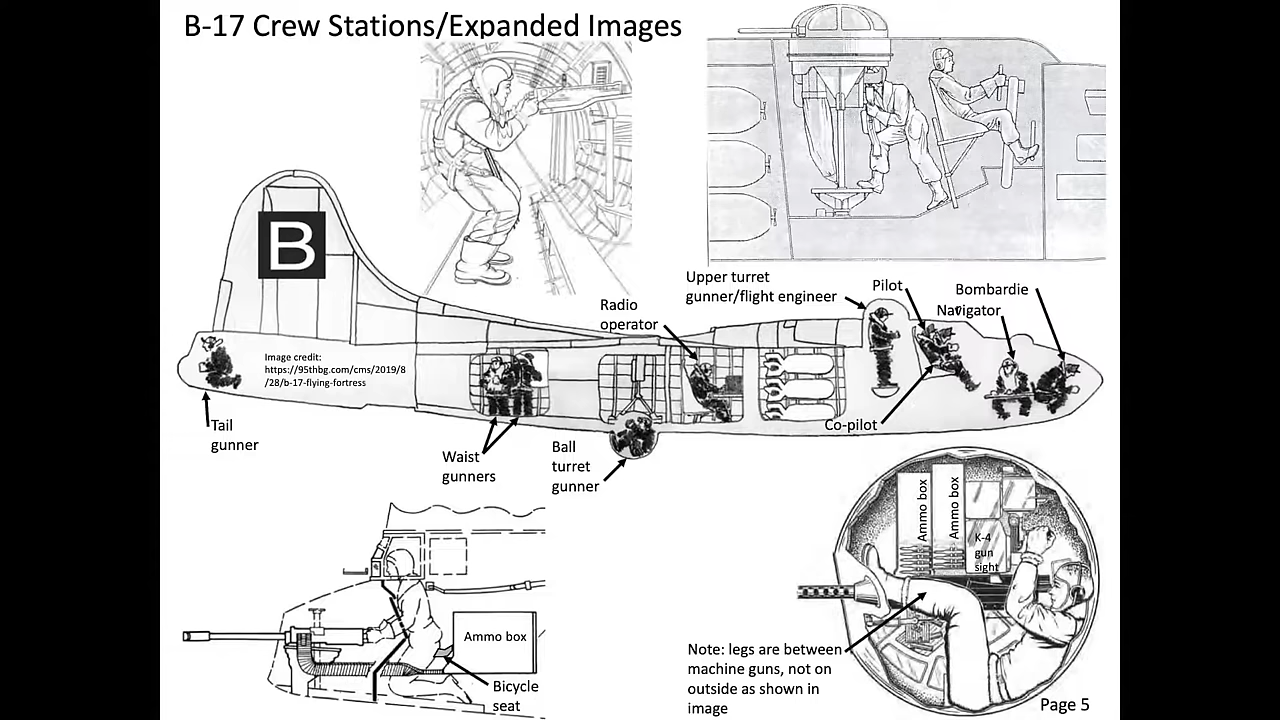 B-17 Crew Stations/Expanded Images
B
Image credit:
https://95thbg.com/cms/2019/8
/28/b-17-flying-fortress
Radio
operator
Upper turret
gunner/flight engineer
Pilot
Bombardie
Navigator
Tail
gunner
Waist
gunners
Ball
turret
gunner
Co-pilot
Ammo box
Bicycle
seat
Ammo box
Ammo box
K-4
gun
sight
Note: legs are between
machine guns, not on
outside as shown in
image
Page 5